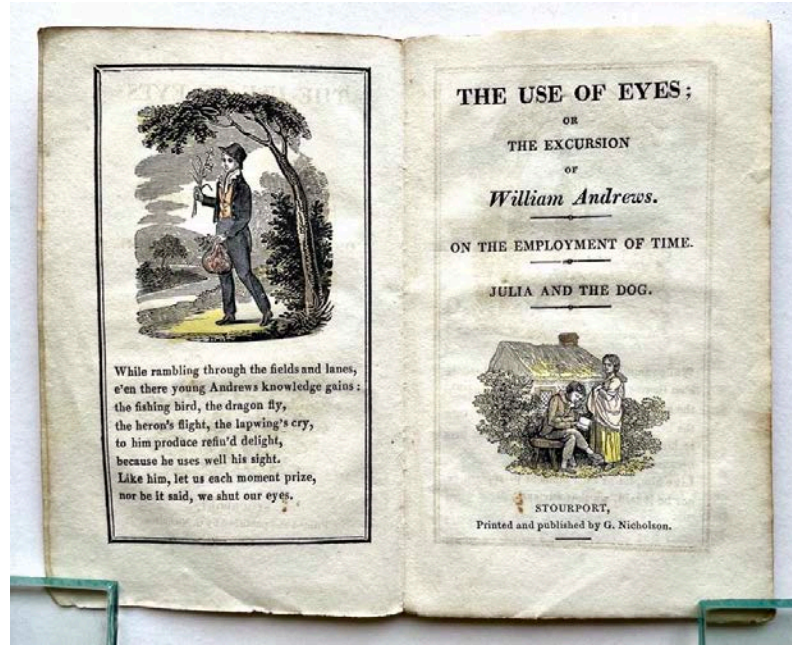 While rambling through the fields and lanes,
e'en there young Andrews knowledge gains:
the fishing bird, the dragon fly,
the heron's flight, the lapwing's cry,
to him produce refin'd delight,
because he uses well his sight.
Like him, let us each moment prize,
nor be it said, we shut our eyes.
THE USE OF EYES;
OR
THE EXCURSION
OF
William Andrews.
ON THE EMPLOYMENT OF TIME.
JULIA AND THE DOG.
STOURPORT,
Printed and published by G. Nicholson.